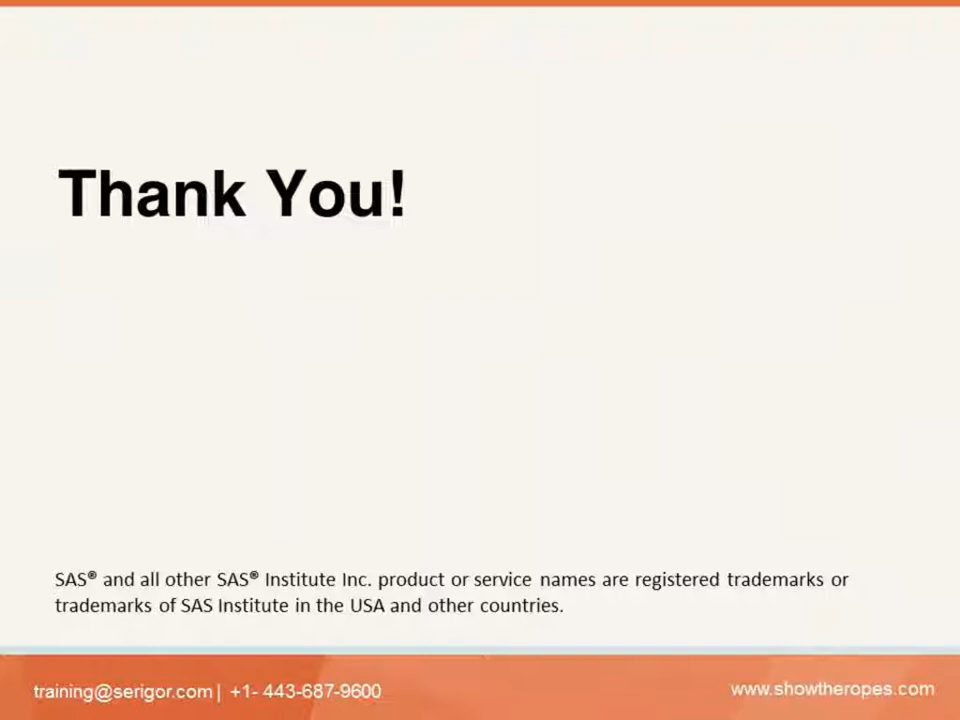 Thank You!
SAS® and all other SAS® Institute Inc. product or service names are registered trademarks or
trademarks of SAS Institute in the USA and other countries.
training@serigor.com | +1- 443-687-9600
www.showtheropes.com